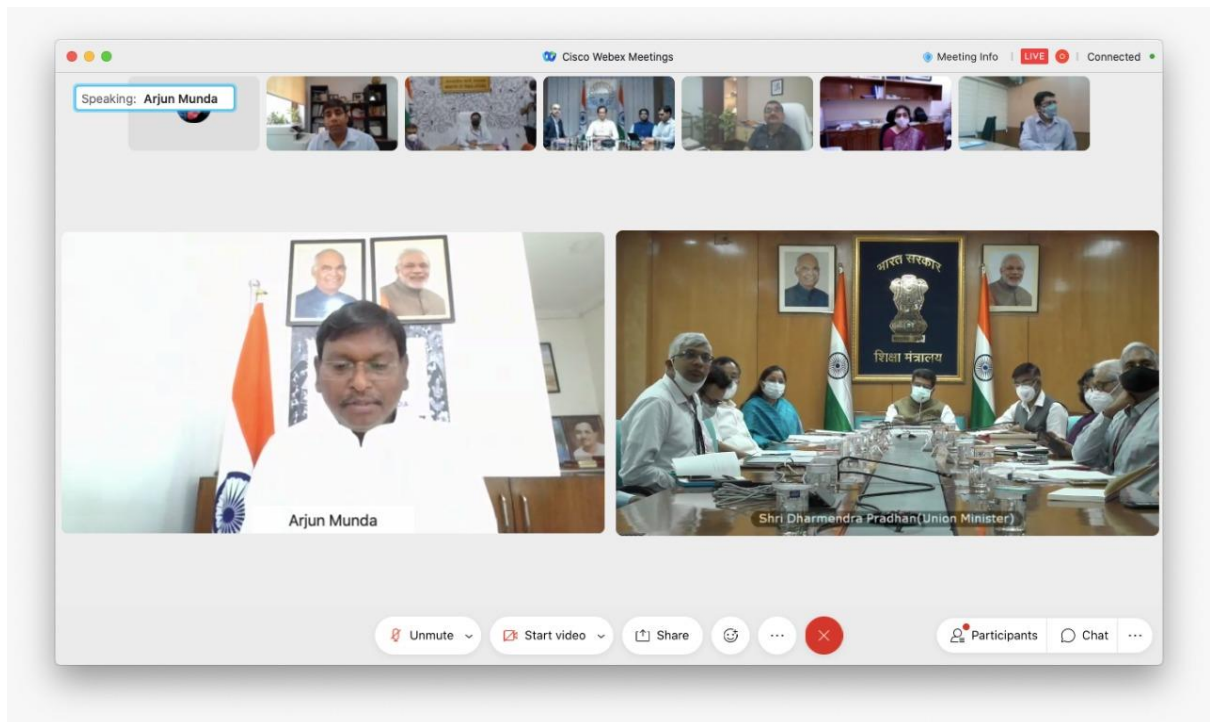 Cisco Webex Meetings
Meeting Info
LIVE
Connected
Speaking: Arjun Munda
भारत सरकार
शिक्षा मंत्रालय
Arjun Munda
Shri Dharmendra Pradhan(Union Minister)
Unmute
Start video
Share
Participants
Chat